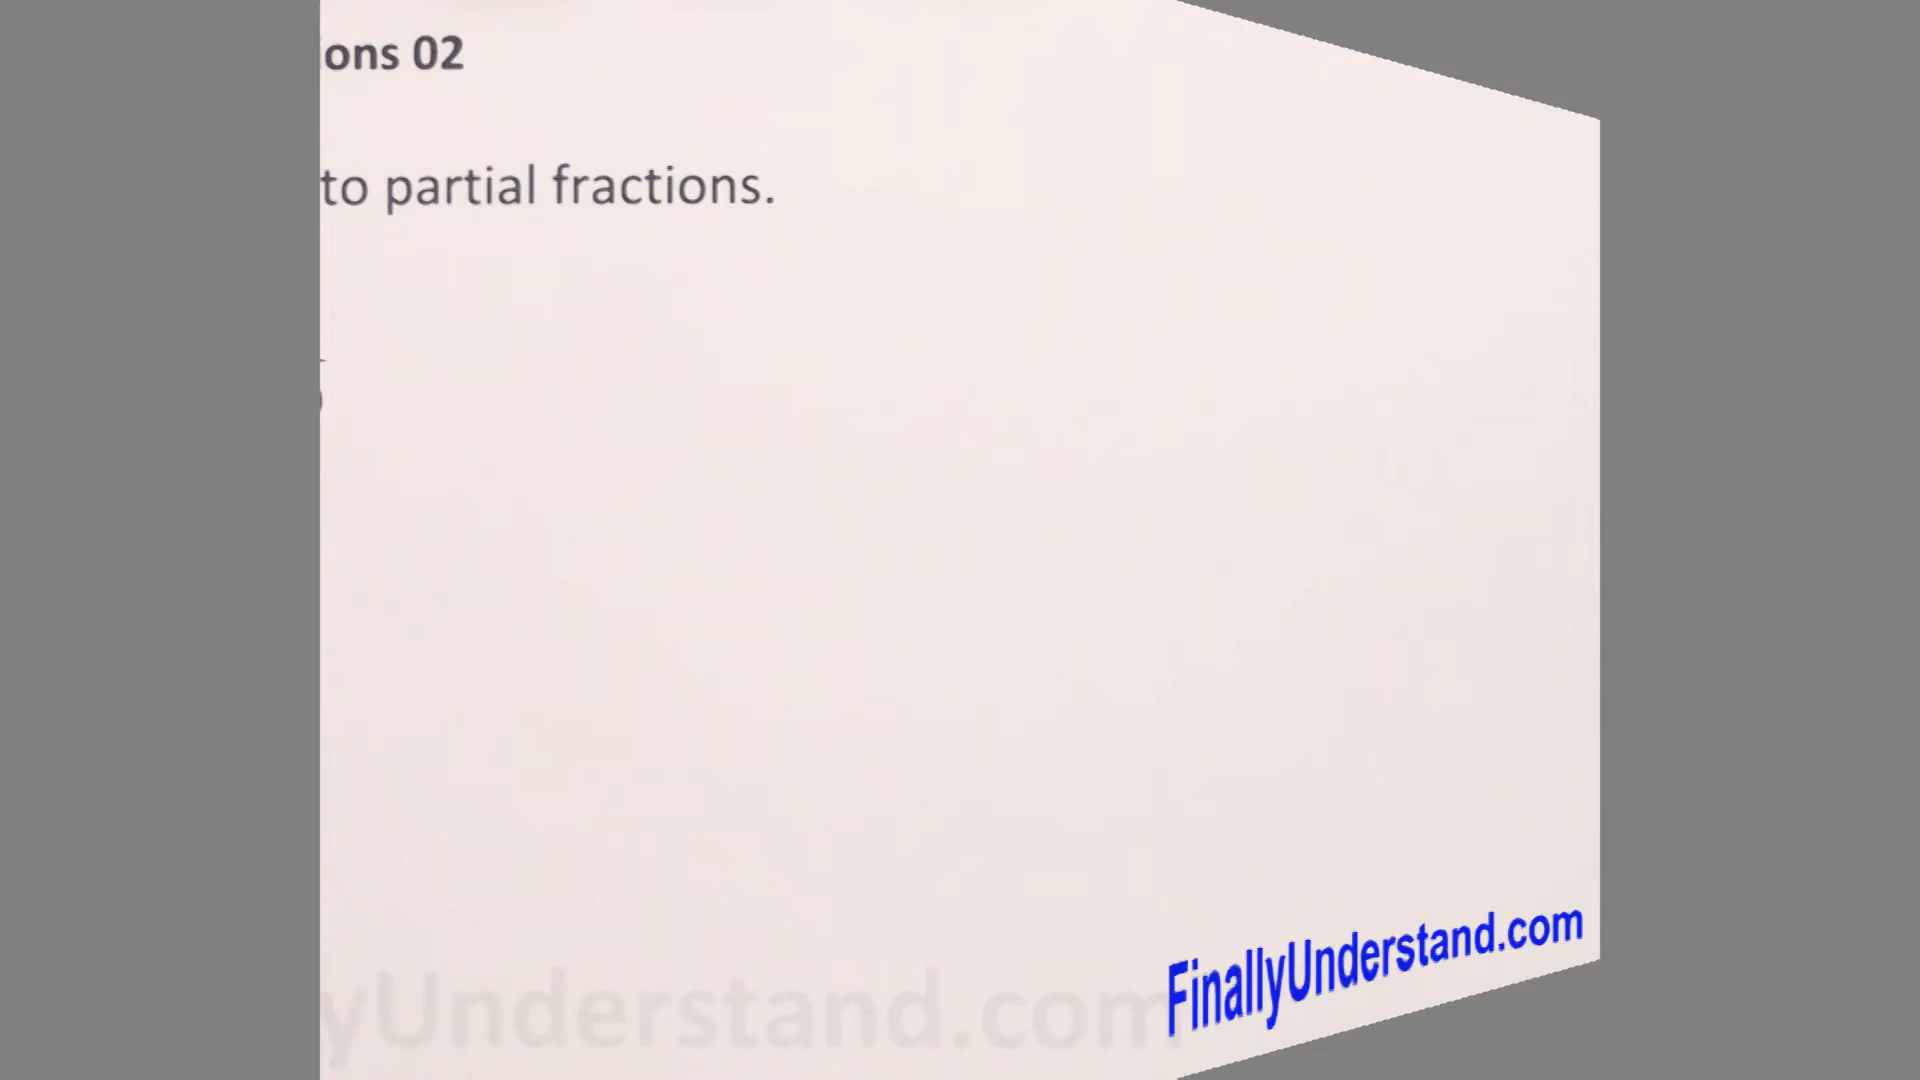 ons 02
to partial fractions.
yUnderstand.com
FinallyUnderstand.com